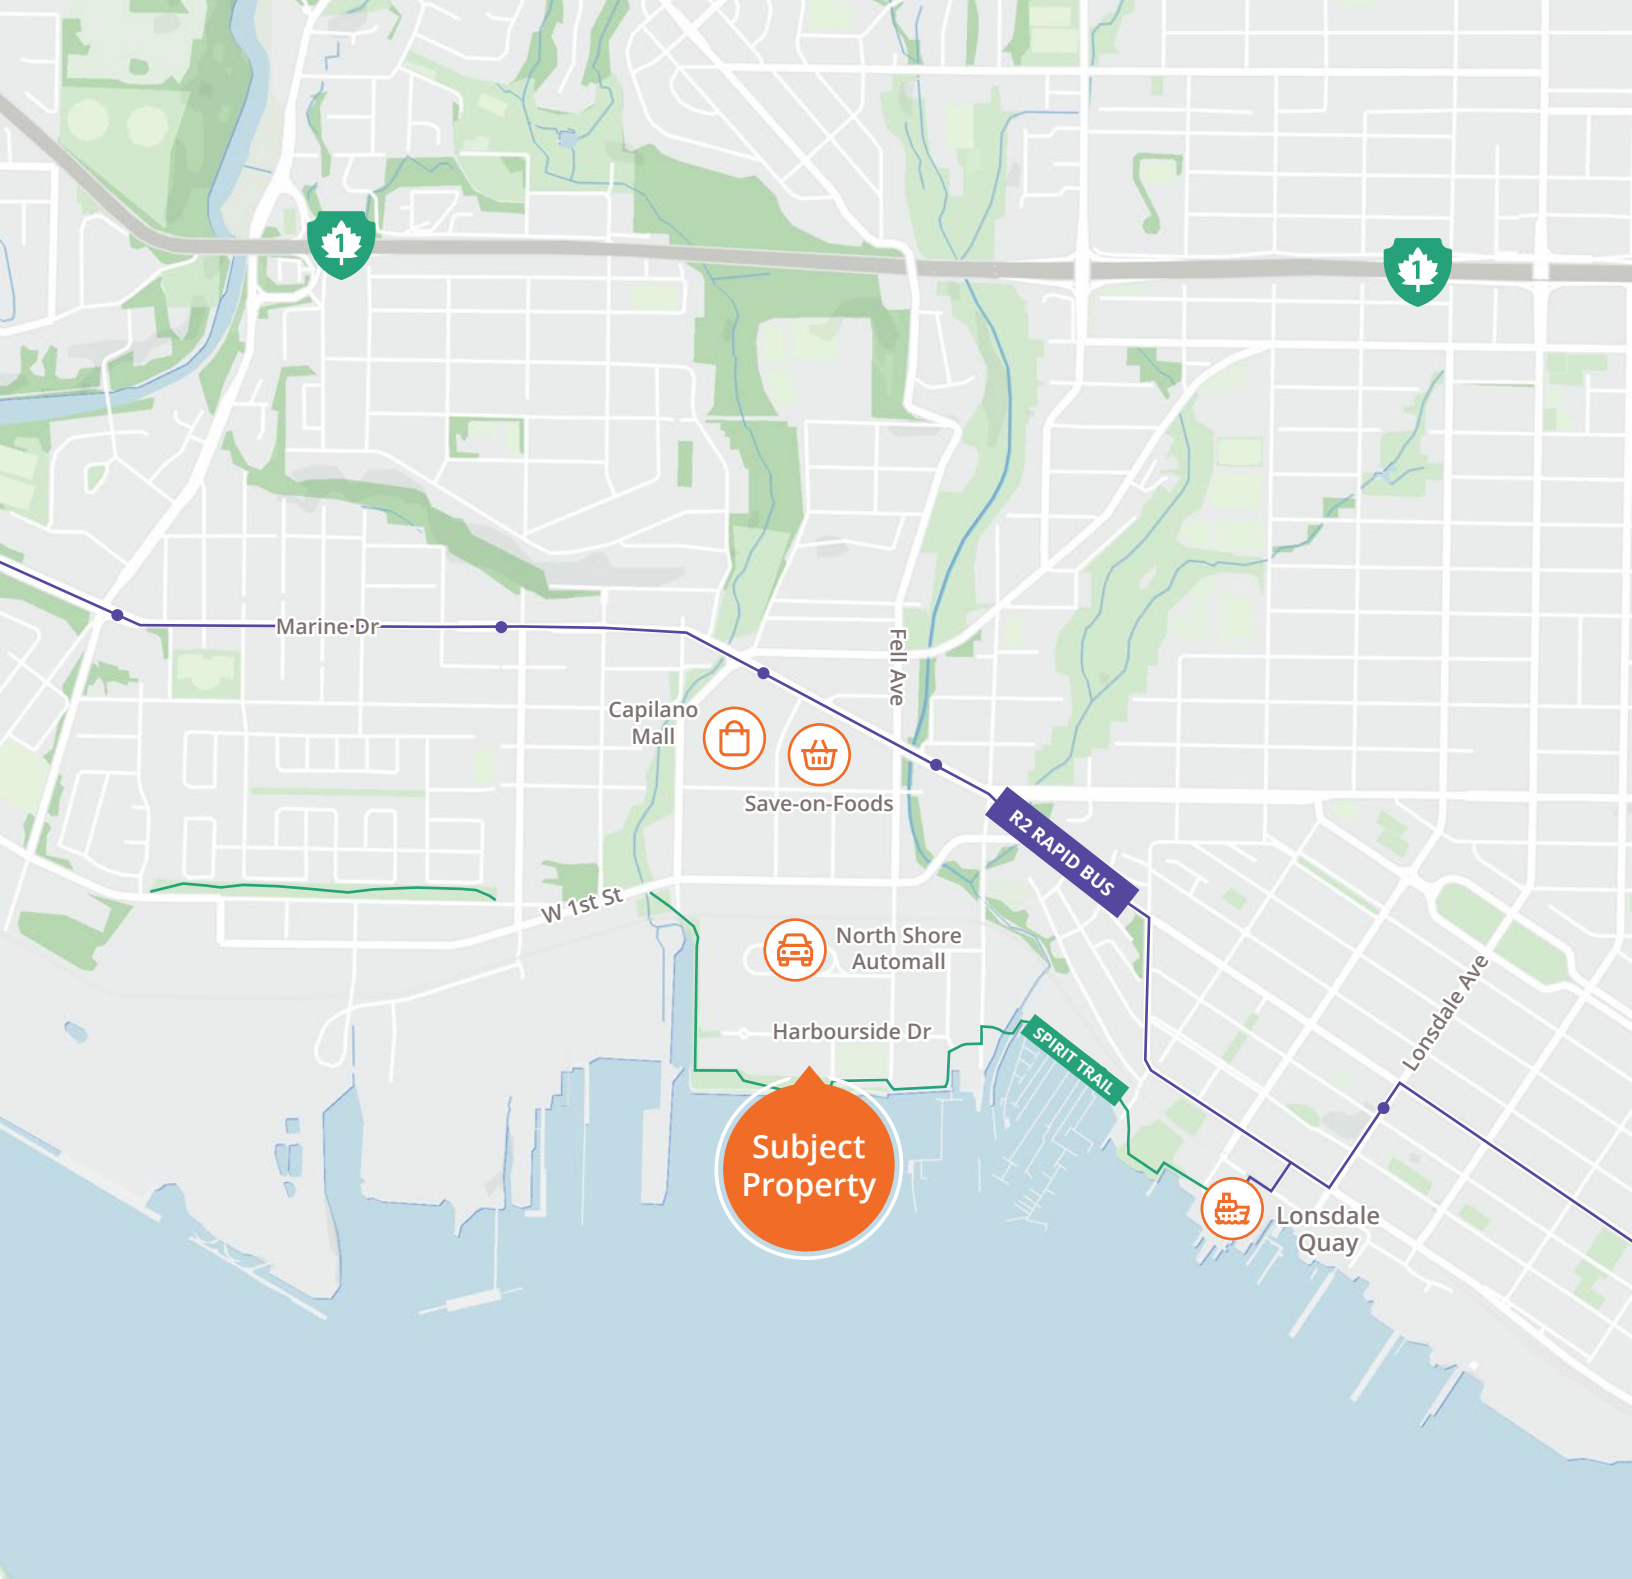 1
1
Marine Dr
Fell Ave
Capilano
Mall
Save-on-Foods
R2 RAPID BUS
W 1st St
North Shore
Automall
Lonsdale Ave
Harbourside Dr
SPIRIT TRAIL
Subject
Property
Lonsdale
Quay